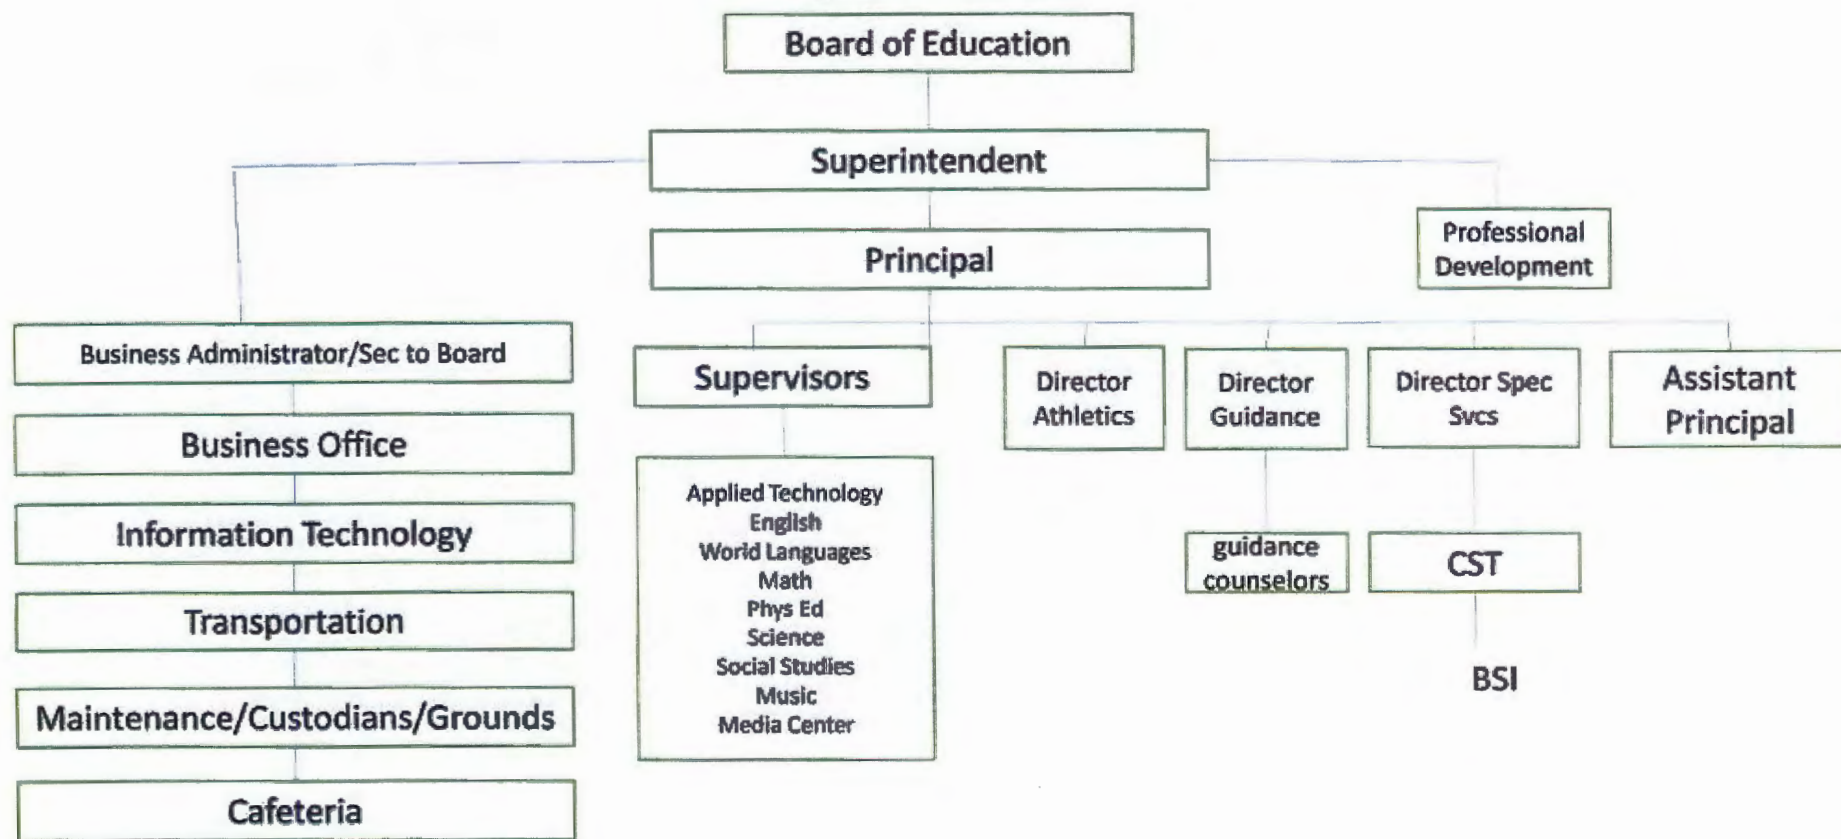 Board of Education
Superintendent
Professional
Development
Principal
Business Administrator/Sec to Board
Business Office
Information Technology
Transportation
Maintenance/Custodians/Grounds
Cafeteria
Supervisors
Applied Technology
English
World Languages
Math
Phys Ed
Science
Social Studies
Music
Media Center
Director
Athletics
Director
Guidance
guidance
counselors
Director Spec
Svcs
CST
BSI
Assistant
Principal